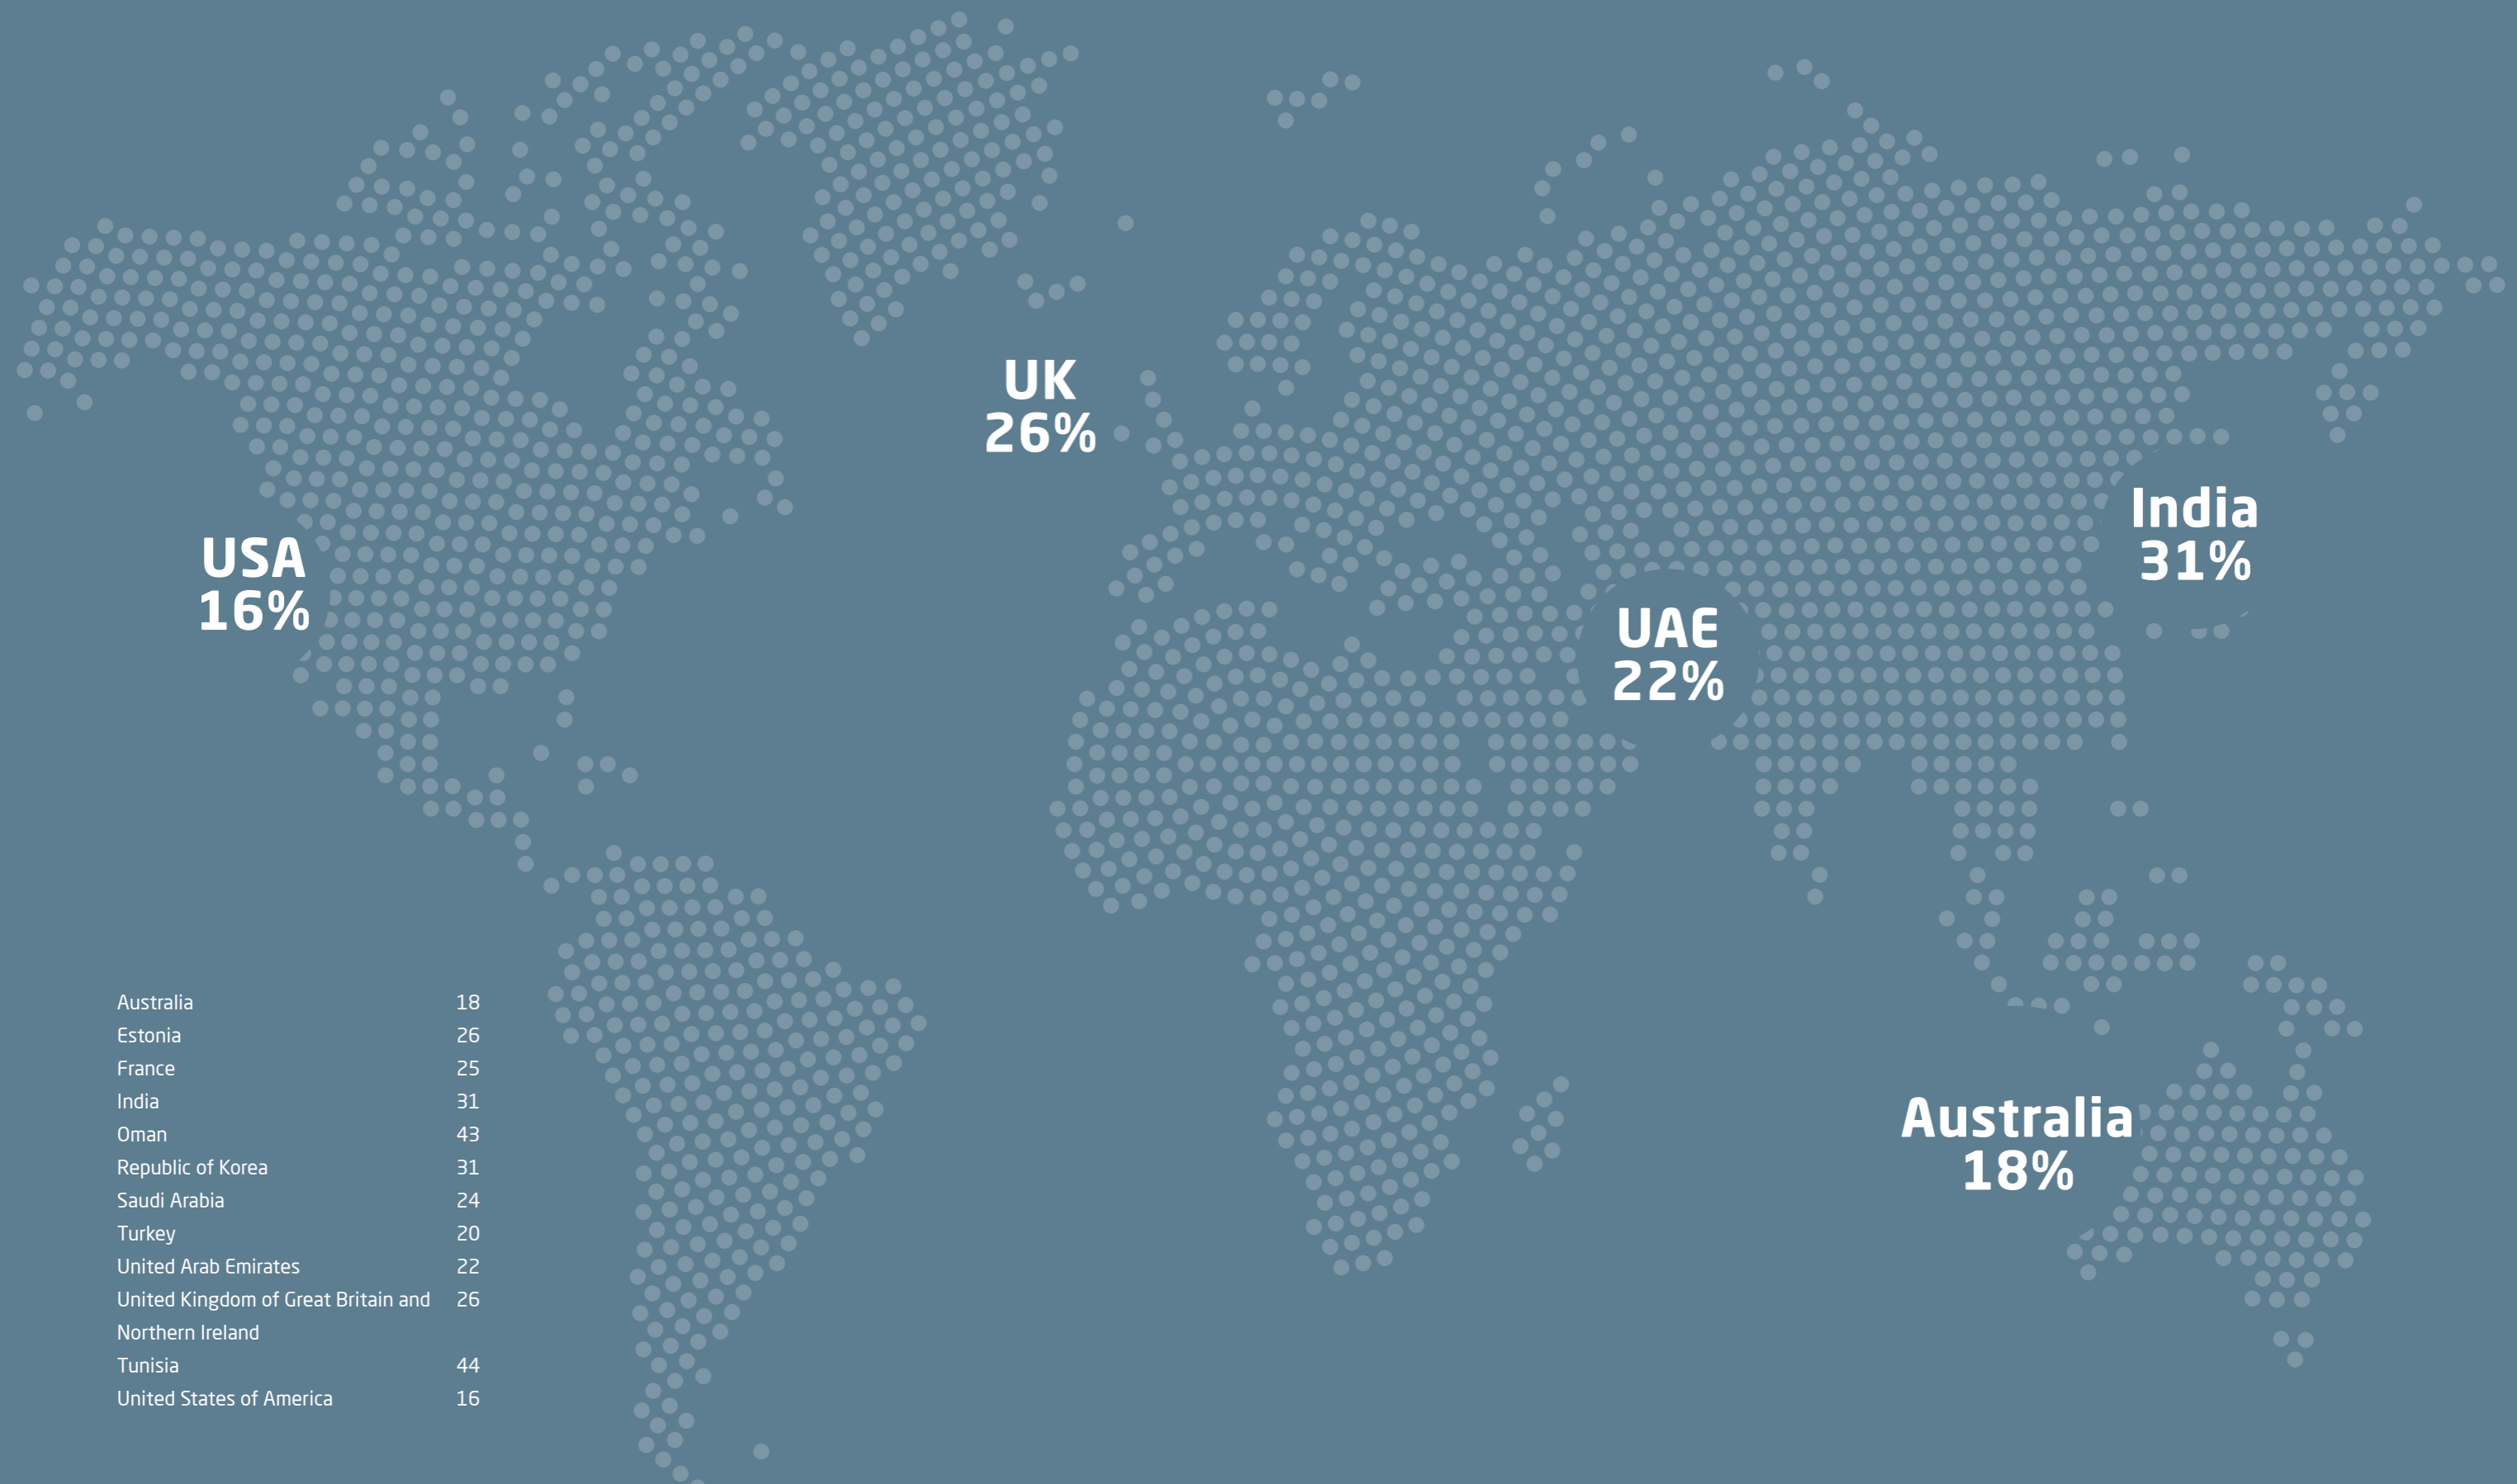 UK
26%
India
31%
USA
16%
UAE
22%
Australia 18
Estonia 26
France 25
India 31
Oman 43
Republic of Korea 31
Saudi Arabia 24
Turkey 20
United Arab Emirates 22
United Kingdom of Great Britain and 26
Northern Ireland
Tunisia 44
United States of America 16
Australia
18%